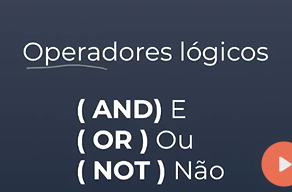 Operadores lógicos
( AND) E
( OR ) Ou
( NOT ) Não